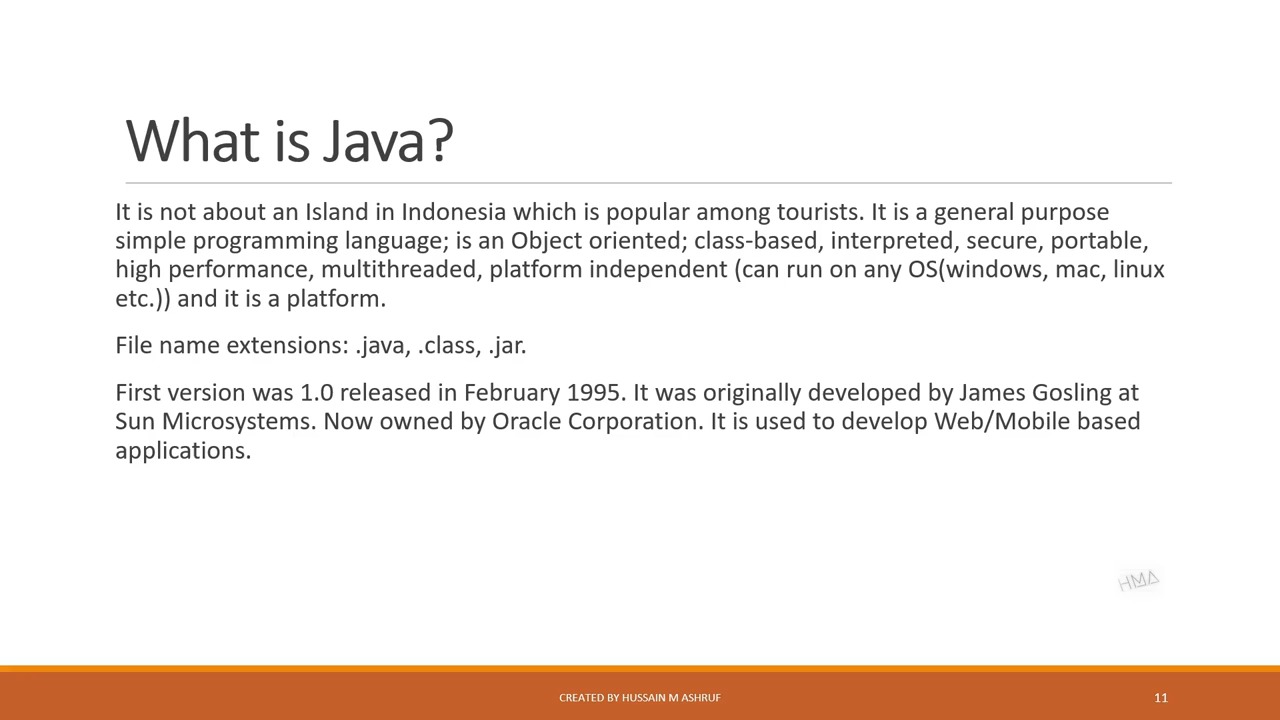 What is Java?
It is not about an Island in Indonesia which is popular among tourists. It is a general purpose
simple programming language; is an Object oriented; class-based, interpreted, secure, portable,
high performance, multithreaded, platform independent (can run on any OS(windows, mac, linux
etc.)) and it is a platform.
File name extensions: .java, .class, .jar.
First version was 1.0 released in February 1995. It was originally developed by James Gosling at
Sun Microsystems. Now owned by Oracle Corporation. It is used to develop Web/Mobile based
applications.
HMA
CREATED BY HUSSAIN M ASHRUF
11